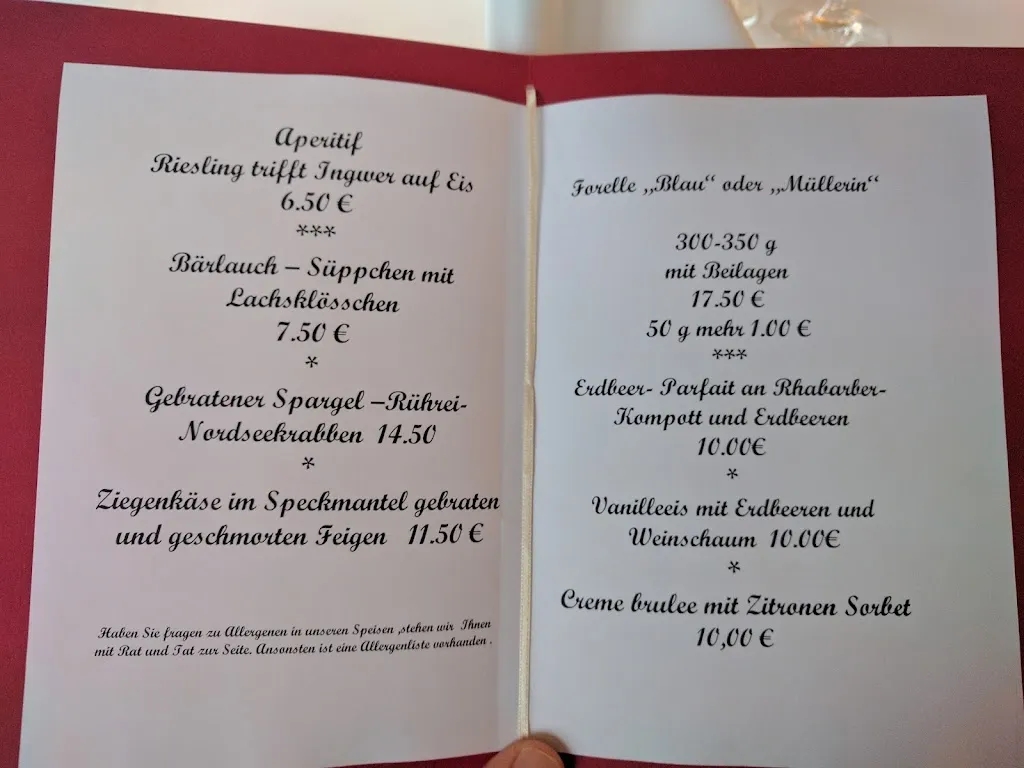 Aperitif
Riesling trifft Ingwer auf Eis
6.50 €
***
Bärlauch – Süppchen mit
Lachsklösschen
7.50 €
*
Gebratener Spargel –Rührei-
Nordseekrabben 14.50
*
Ziegenkäse im Speckmantel gebraten
und geschmorten Feigen 11.50 €
Haben Sie fragen zu Allergenen in unseren Speisen ,stehen wir Ihnen
mit Rat und Tat zur Seite. Ansonsten ist eine Allergenliste vorhanden .
Forelle „Blau“ oder „Müllerin“
300-350 g
mit Beilagen
17.50 €
50 g mehr 1.00 €
***
Erdbeer- Parfait an Rhabarber-
Kompott und Erdbeeren
10.00€
*
Vanilleeis mit Erdbeeren und
Weinschaum 10.00€
*
Creme brulee mit Zitronen Sorbet
10,00 €